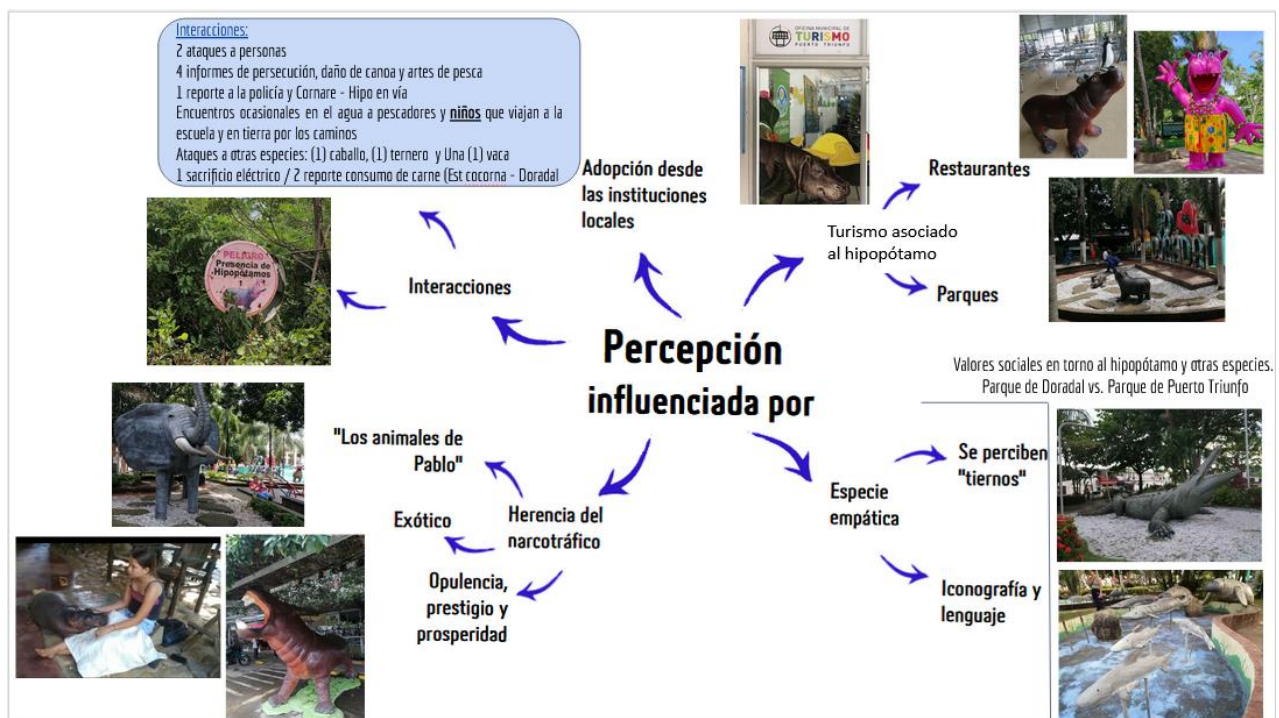 Interacciones:
2 ataques a personas
4 informes de persecución, daño de canoa y artes de pesca
1 reporte a la policía y Cornare - Hipo en vía
Encuentros ocasionales en el agua a pescadores y niños que viajan a la
escuela y en tierra por los caminos
Ataques a otras especies: (1) caballo, (1) ternero y Una (1) vaca
1 sacrificio eléctrico / 2 reporte consumo de carne (Est cocorna - Doradal
OFICINA MUNICIPAL DE
TURISMO
PUERTO TRIUNFO
Adopción desde
las instituciones
locales
Restaurantes
Turismo asociado
al hipopótamo
Parques
PELIGRO
Presencia de
Hipopótamos
Interacciones
Percepción
influenciada por
Valores sociales en torno al hipopótamo y otras especies.
Parque de Doradal vs. Parque de Puerto Triunfo
"Los animales de
Pablo"
Exótico
Herencia del
narcotráfico
Opulencia,
prestigio y
prosperidad
Especie
empática
Se perciben
"tiernos"
Iconografía y
lenguaje